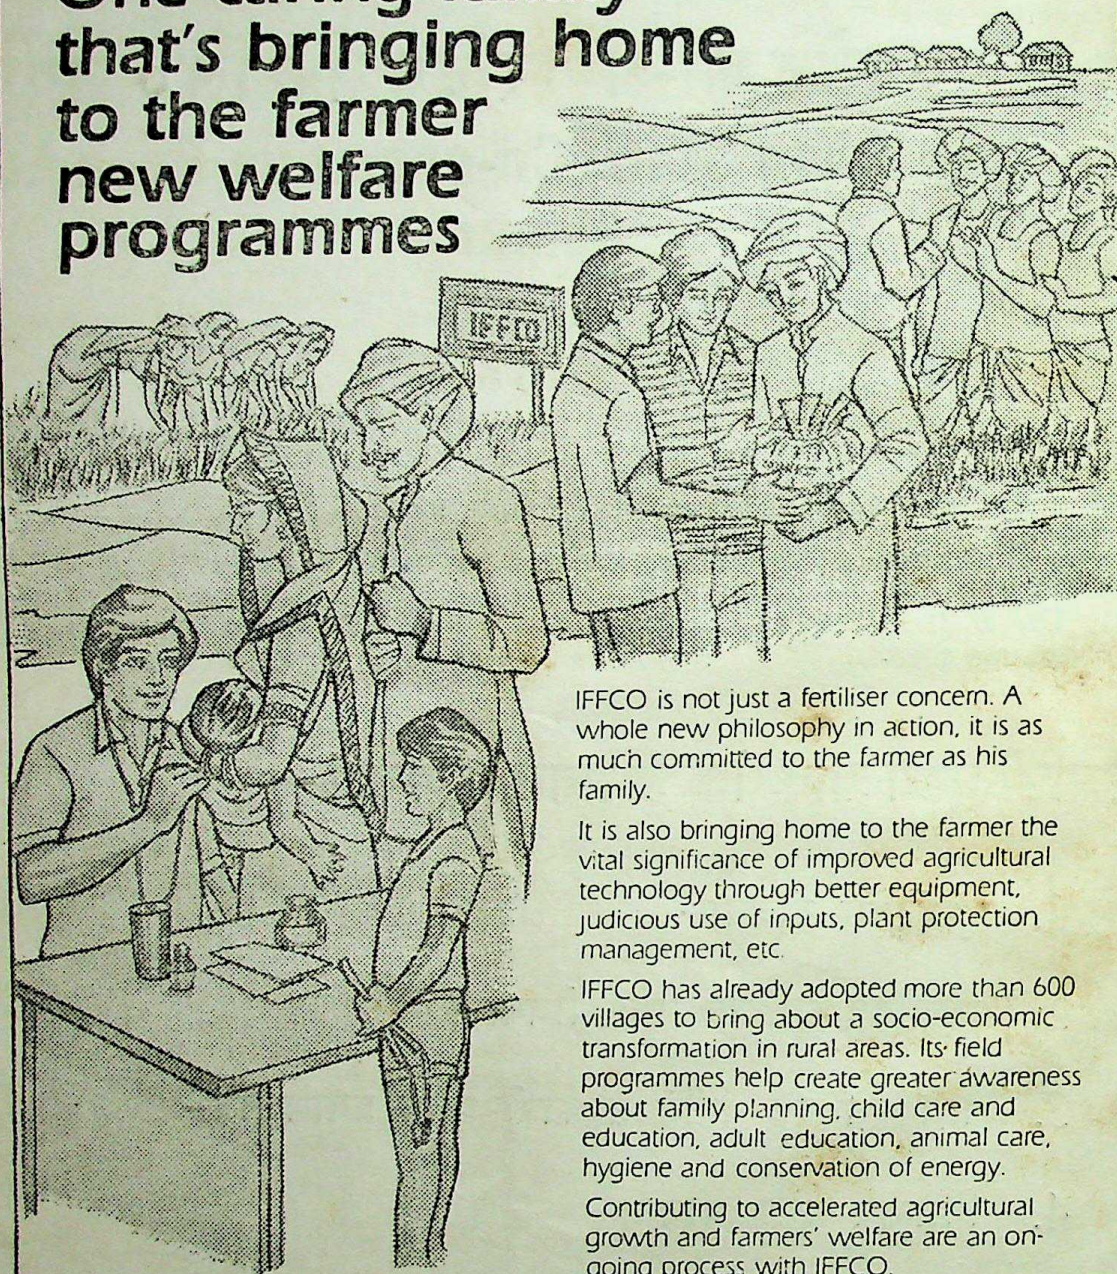 One caring family
that's bringing home
to the farmer
new welfare
programmes
IFFCO
IFFCO is not just a fertiliser concern. A
whole new philosophy in action, it is as
much committed to the farmer as his
family.
It is also bringing home to the farmer the
vital significance of improved agricultural
technology through better equipment,
judicious use of inputs, plant protection
management, etc.
IFFCO has already adopted more than 600
villages to bring about a socio-economic
transformation in rural areas. Its field
programmes help create greater awareness
about family planning, child care and
education, adult education, animal care,
hygiene and conservation of energy.
Contributing to accelerated agricultural
growth and farmers' welfare are an on-
going process with IFFCO.